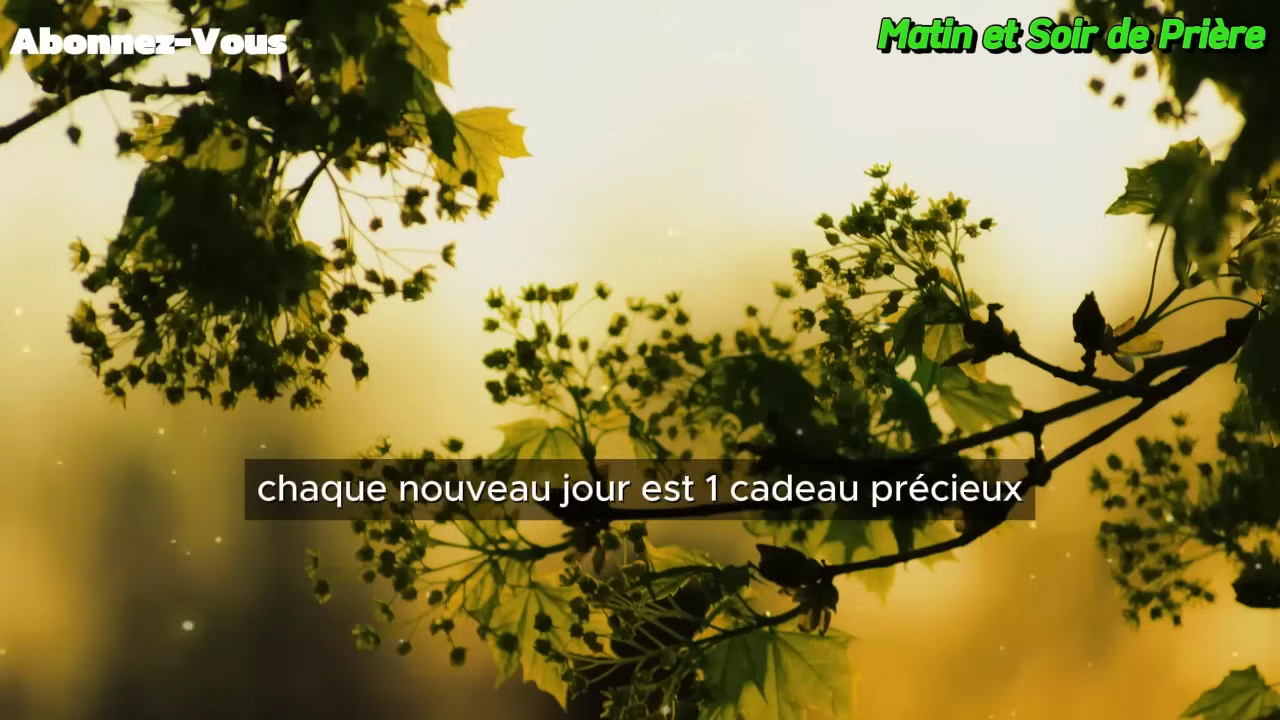 Abonnez-Vous
Matin et Soir de Prière
chaque nouveau jour est 1 cadeau précieux